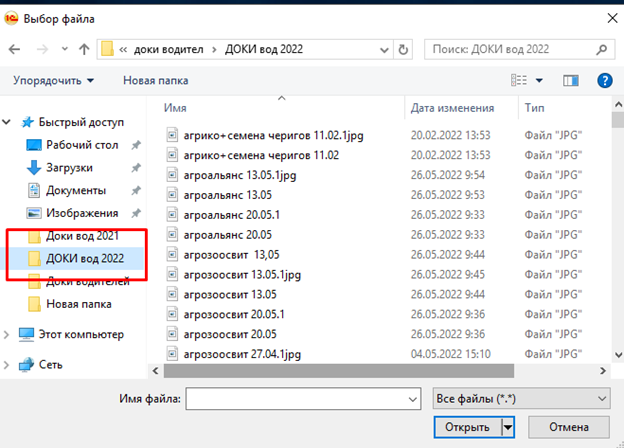 1С Выбор файла
« доки водител > ДОКИ вод 2022
Поиск: ДОКИ вод 2022
Упорядочить Новая папка
Быстрый доступ
Рабочий стол
Загрузки
Документы
Изображения
Доки вод 2021
ДОКИ вод 2022
Доки водителей
Новая папка
Этот компьютер
Сеть
Имя Дата изменения Тип
агрико+семена черигов 11.02.1jpg 20.02.2022 13:53 Файл "JPG"
агрико+семена черигов 11.02 20.02.2022 13:53 Файл "JPG"
агроальянс 13.05.1jpg 26.05.2022 9:54 Файл "JPG"
агроальянс 13.05 26.05.2022 9:53 Файл "JPG"
агроальянс 20.05.1 26.05.2022 9:33 Файл "JPG"
агроальянс 20.05 26.05.2022 9:33 Файл "JPG"
агрозоосвит 13,05 26.05.2022 9:44 Файл "JPG"
агрозоосвит 13.05.1jpg 26.05.2022 9:45 Файл "JPG"
агрозоосвит 13.05 26.05.2022 9:44 Файл "JPG"
агрозоосвит 20.05.1 26.05.2022 9:36 Файл "JPG"
агрозоосвит 20.05 26.05.2022 9:36 Файл "JPG"
агрозоосвит 27.04.1jpg 04.05.2022 15:10 Файл "JPG"
Имя файла: Все файлы (*.*)
Открыть Отмена